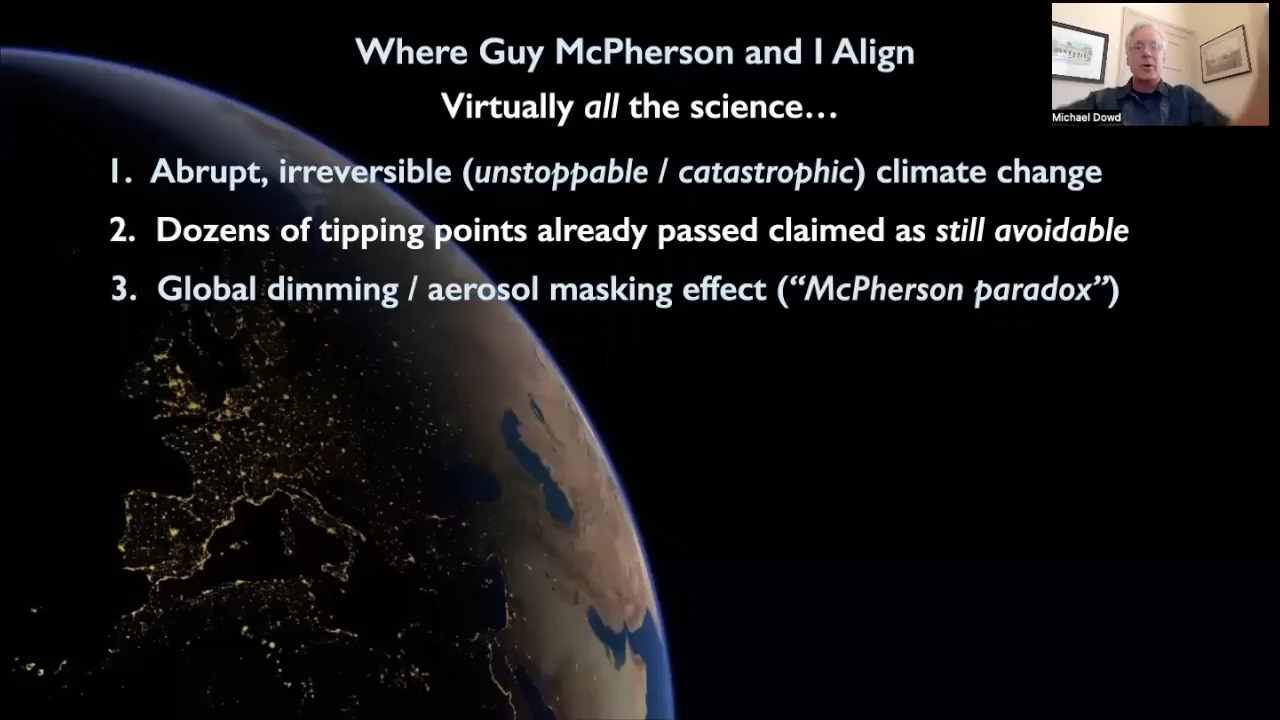 Where Guy McPherson and I Align
Virtually all the science…
1. Abrupt, irreversible (unstoppable / catastrophic) climate change
2. Dozens of tipping points already passed claimed as still avoidable
3. Global dimming / aerosol masking effect (“McPherson paradox”)
Michael Dowd